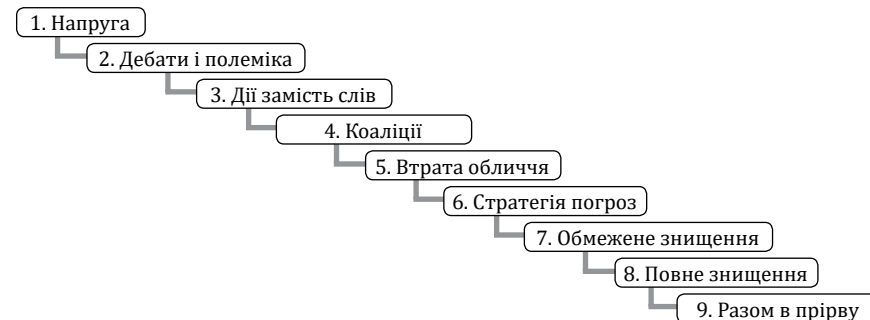 1. Напруга
2. Дебати і полеміка
3. Дії замість слів
4. Коаліції
5. Втрата обличчя
6. Стратегія погроз
7. Обмежене знищення
8. Повне знищення
9. Разом в прірву